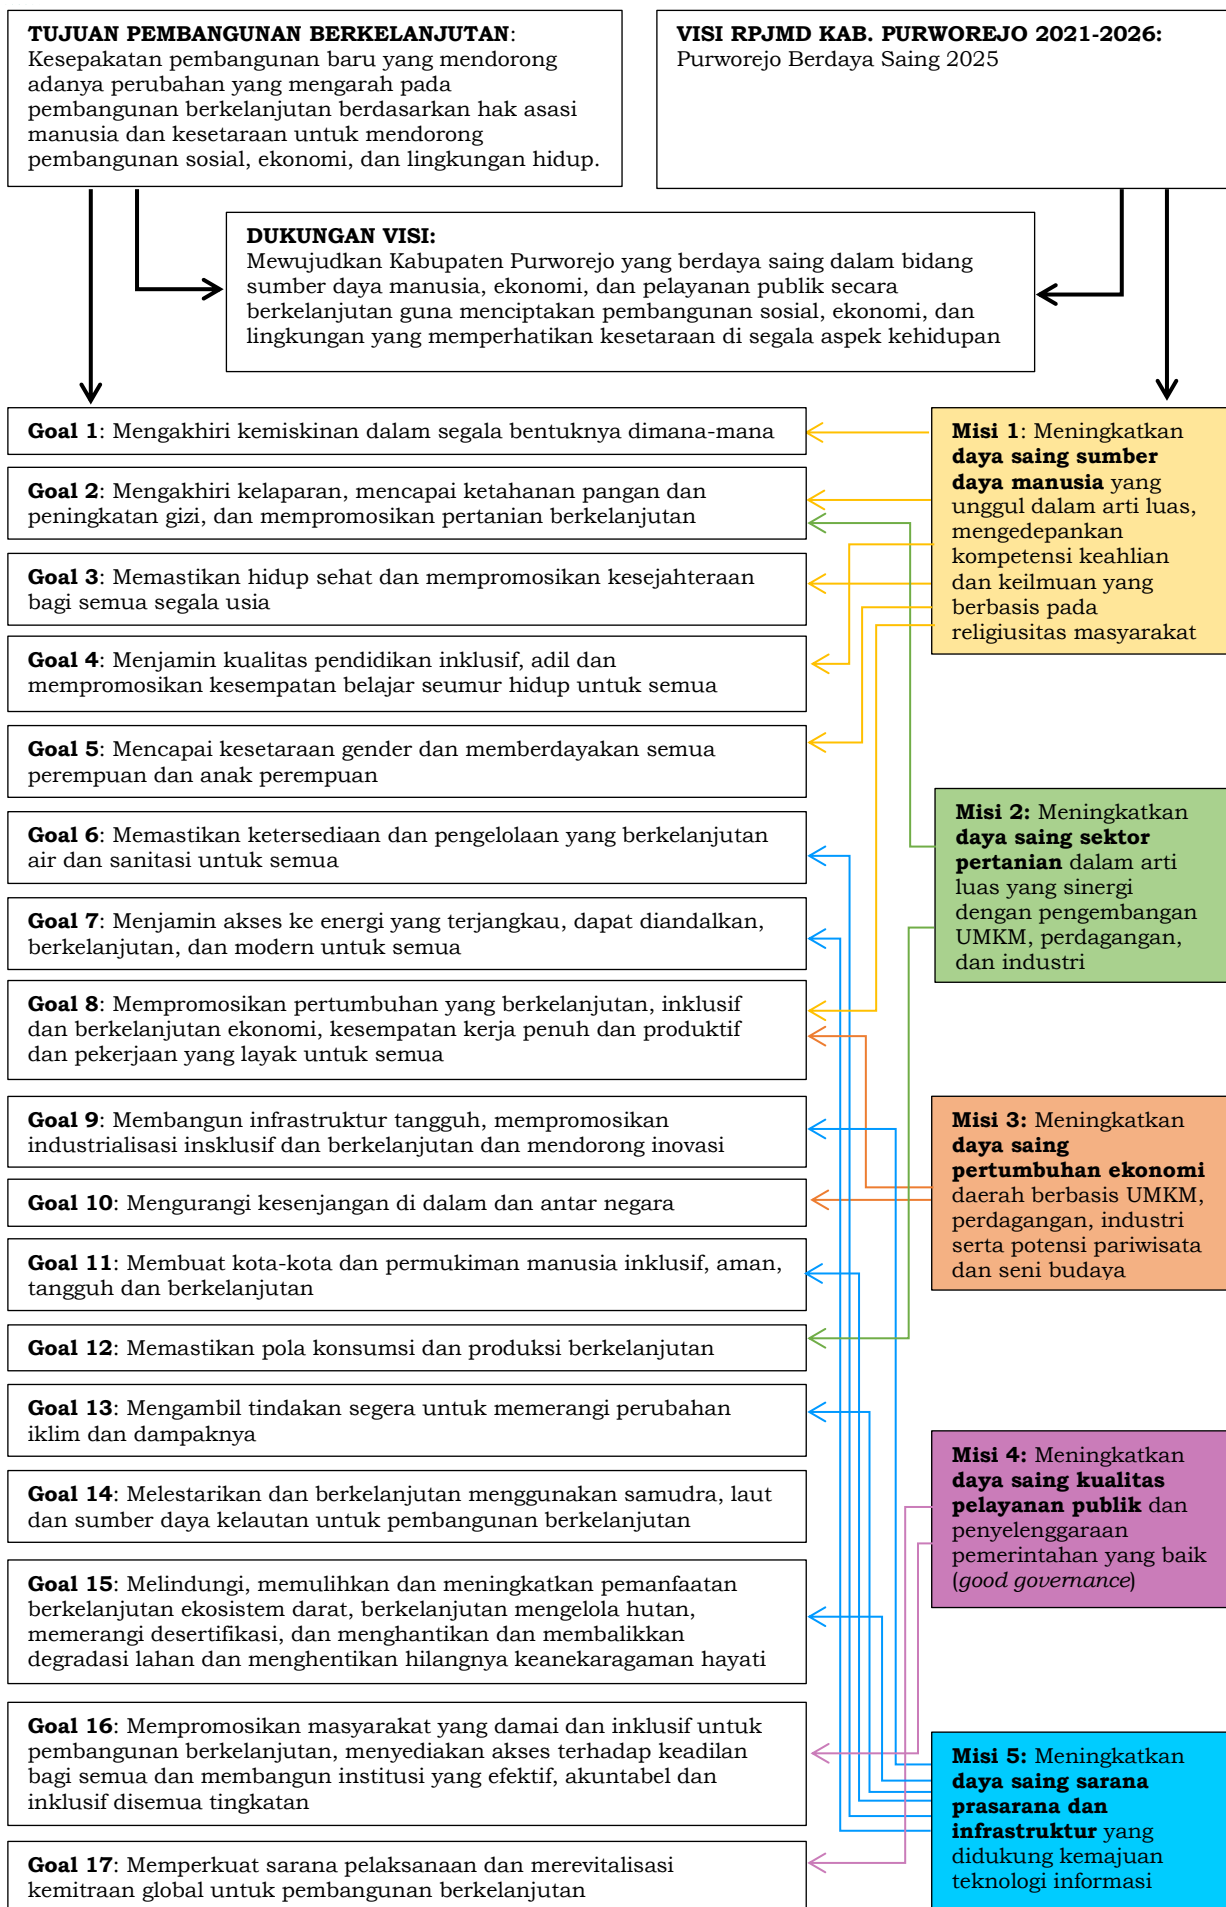 TUJUAN PEMBANGUNAN BERKELANJUTAN:
Kesepakatan pembangunan baru yang mendorong
adanya perubahan yang mengarah pada
pembangunan berkelanjutan berdasarkan hak asasi
manusia dan kesetaraan untuk mendorong
pembangunan sosial, ekonomi, dan lingkungan hidup.
VISI RPJMD KAB. PURWOREJO 2021-2026:
Purworejo Berdaya Saing 2025
DUKUNGAN VISI:
Mewujudkan Kabupaten Purworejo yang berdaya saing dalam bidang
sumber daya manusia, ekonomi, dan pelayanan publik secara
berkelanjutan guna menciptakan pembangunan sosial, ekonomi, dan
lingkungan yang memperhatikan kesetaraan di segala aspek kehidupan
Goal 1: Mengakhiri kemiskinan dalam segala bentuknya dimana-mana
Goal 2: Mengakhiri kelaparan, mencapai ketahanan pangan dan
peningkatan gizi, dan mempromosikan pertanian berkelanjutan
Goal 3: Memastikan hidup sehat dan mempromosikan kesejahteraan
bagi semua segala usia
Goal 4: Menjamin kualitas pendidikan inklusif, adil dan
mempromosikan kesempatan belajar seumur hidup untuk semua
Goal 5: Mencapai kesetaraan gender dan memberdayakan semua
perempuan dan anak perempuan
Goal 6: Memastikan ketersediaan dan pengelolaan yang berkelanjutan
air dan sanitasi untuk semua
Goal 7: Menjamin akses ke energi yang terjangkau, dapat diandalkan,
berkelanjutan, dan modern untuk semua
Goal 8: Mempromosikan pertumbuhan yang berkelanjutan, inklusif
dan berkelanjutan ekonomi, kesempatan kerja penuh dan produktif
dan pekerjaan yang layak untuk semua
Goal 9: Membangun infrastruktur tangguh, mempromosikan
industrialisasi insklusif dan berkelanjutan dan mendorong inovasi
Goal 10: Mengurangi kesenjangan di dalam dan antar negara
Goal 11: Membuat kota-kota dan permukiman manusia inklusif, aman,
tangguh dan berkelanjutan
Goal 12: Memastikan pola konsumsi dan produksi berkelanjutan
Goal 13: Mengambil tindakan segera untuk memerangi perubahan
iklim dan dampaknya
Goal 14: Melestarikan dan berkelanjutan menggunakan samudra, laut
dan sumber daya kelautan untuk pembangunan berkelanjutan
Goal 15: Melindungi, memulihkan dan meningkatkan pemanfaatan
berkelanjutan ekosistem darat, berkelanjutan mengelola hutan,
memerangi desertifikasi, dan menghantikan dan membalikkan
degradasi lahan dan menghentikan hilangnya keanekaragaman hayati
Goal 16: Mempromosikan masyarakat yang damai dan inklusif untuk
pembangunan berkelanjutan, menyediakan akses terhadap keadilan
bagi semua dan membangun institusi yang efektif, akuntabel dan
inklusif disemua tingkatan
Goal 17: Memperkuat sarana pelaksanaan dan merevitalisasi
kemitraan global untuk pembangunan berkelanjutan
Misi 1: Meningkatkan
daya saing sumber
daya manusia yang
unggul dalam arti luas,
mengedepankan
kompetensi keahlian
dan keilmuan yang
berbasis pada
religiusitas masyarakat
Misi 2: Meningkatkan
daya saing sektor
pertanian dalam arti
luas yang sinergi
dengan pengembangan
UMKM, perdagangan,
dan industri
Misi 3: Meningkatkan
daya saing
pertumbuhan ekonomi
daerah berbasis UMKM,
perdagangan, industri
serta potensi pariwisata
dan seni budaya
Misi 4: Meningkatkan
daya saing kualitas
pelayanan publik dan
penyelenggaraan
pemerintahan yang baik
(good governance)
Misi 5: Meningkatkan
daya saing sarana
prasarana dan
infrastruktur yang
didukung kemajuan
teknologi informasi